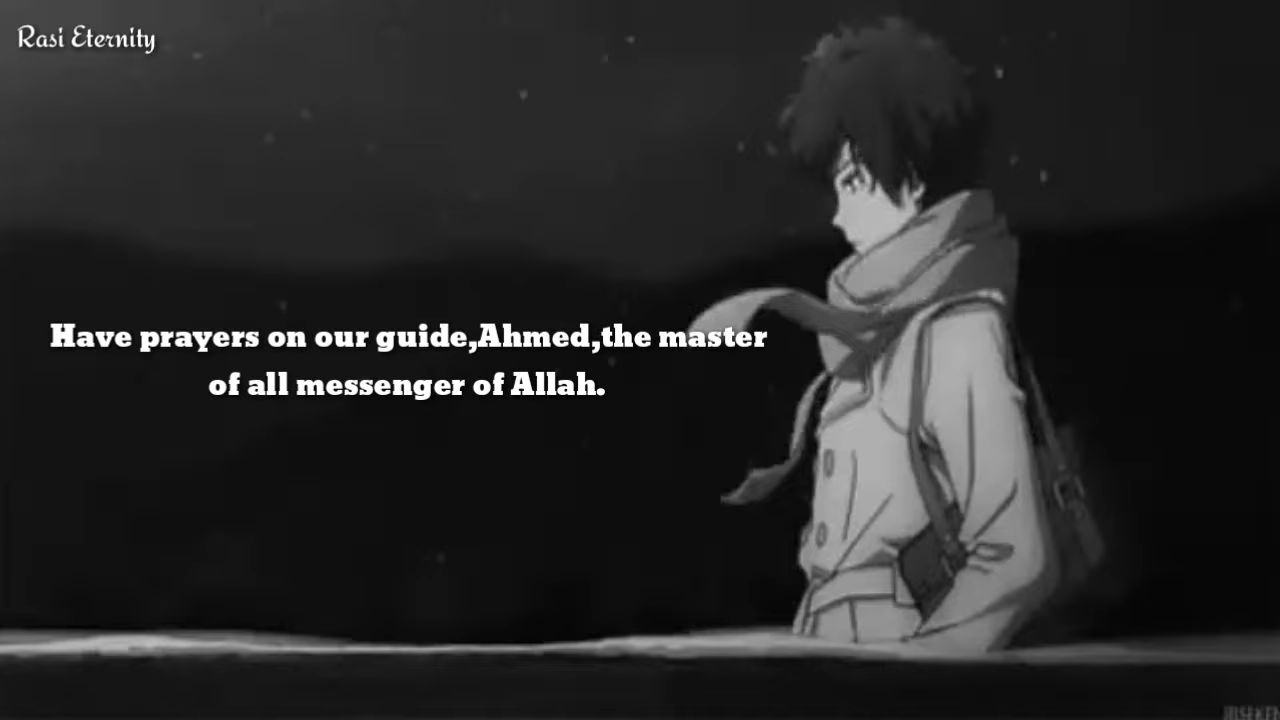 Rasi Eternity
Have prayers on our guide,Ahmed,the master
of all messenger of Allah.